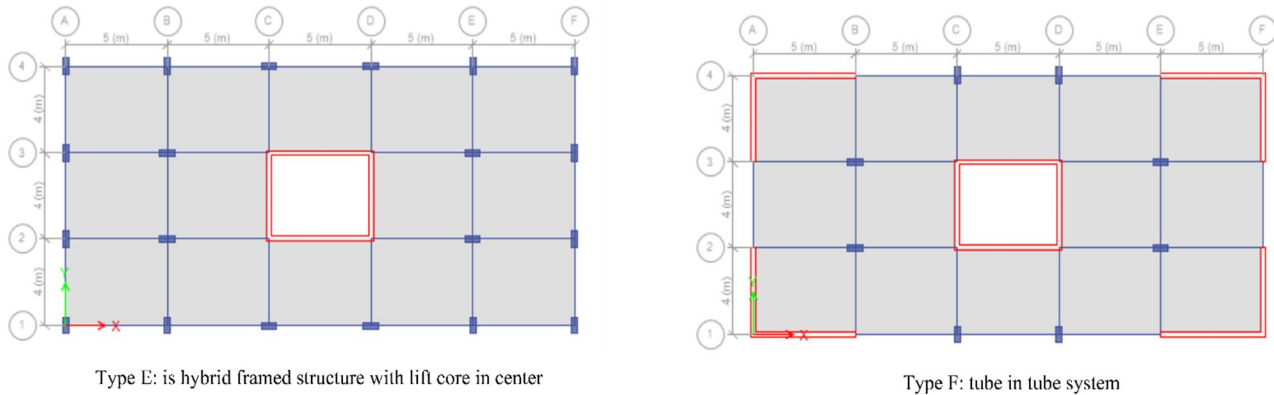 A B C D E F
5 (m) 5 (m) 5 (m) 5 (m) 5 (m)
4
4 (m)
3
4 (m)
2
4 (m)
Y
1
X
Type E: is hybrid framed structure with lift core in center
A B C D E F
5 (m) 5 (m) 5 (m) 5 (m) 5 (m)
4
4 (m)
3
4 (m)
2
4 (m)
Y
1
X
Type F: tube in tube system